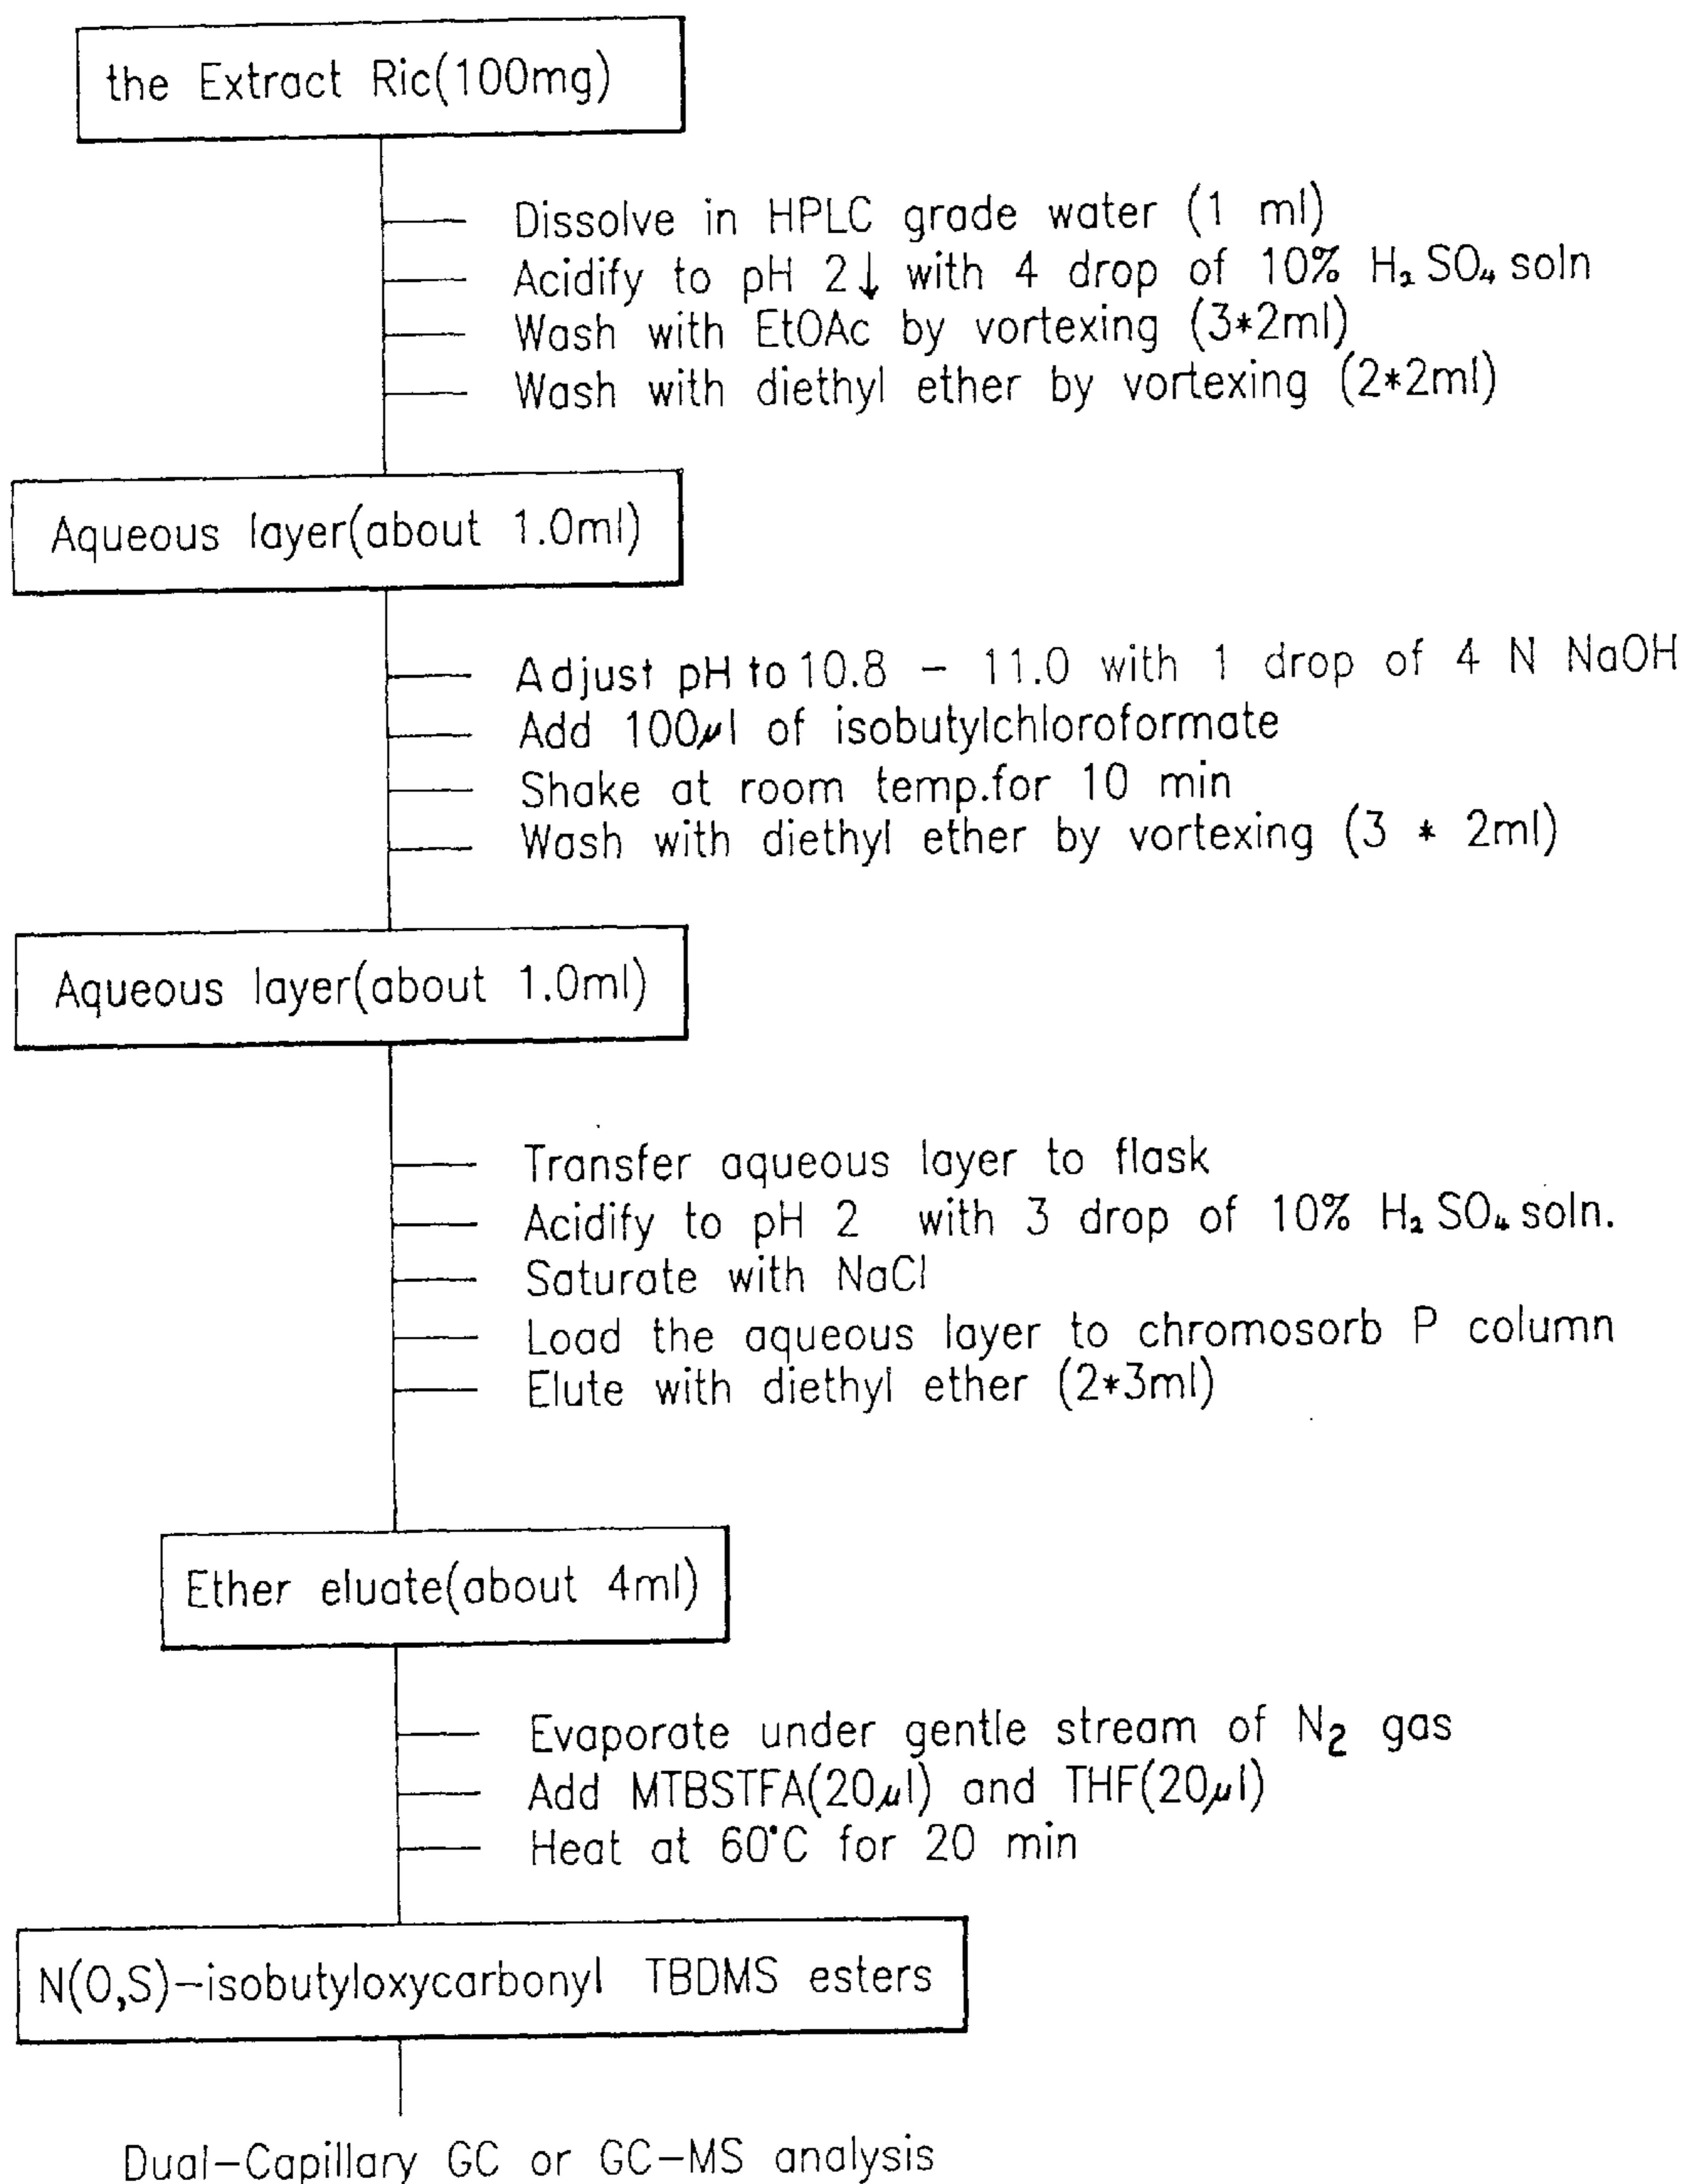 the Extract Ric(100mg)
Dissolve in HPLC grade water (1 ml)
Acidify to pH 2↓ with 4 drop of 10% H₂SO₄ soln
Wash with EtOAc by vortexing (3*2ml)
Wash with diethyl ether by vortexing (2*2ml)
Aqueous layer(about 1.0ml)
Adjust pH to 10.8 - 11.0 with 1 drop of 4 N NaOH
Add 100μl of isobutylchloroformate
Shake at room temp.for 10 min
Wash with diethyl ether by vortexing (3 * 2ml)
Aqueous layer(about 1.0ml)
Transfer aqueous layer to flask
Acidify to pH 2 with 3 drop of 10% H₂SO₄ soln.
Saturate with NaCl
Load the aqueous layer to chromosorb P column
Elute with diethyl ether (2*3ml)
Ether eluate(about 4ml)
Evaporate under gentle stream of N₂ gas
Add MTBSTFA(20μl) and THF(20μl)
Heat at 60°C for 20 min
N(O,S)-isobutyloxycarbonyl TBDMS esters
Dual-Capillary GC or GC-MS analysis